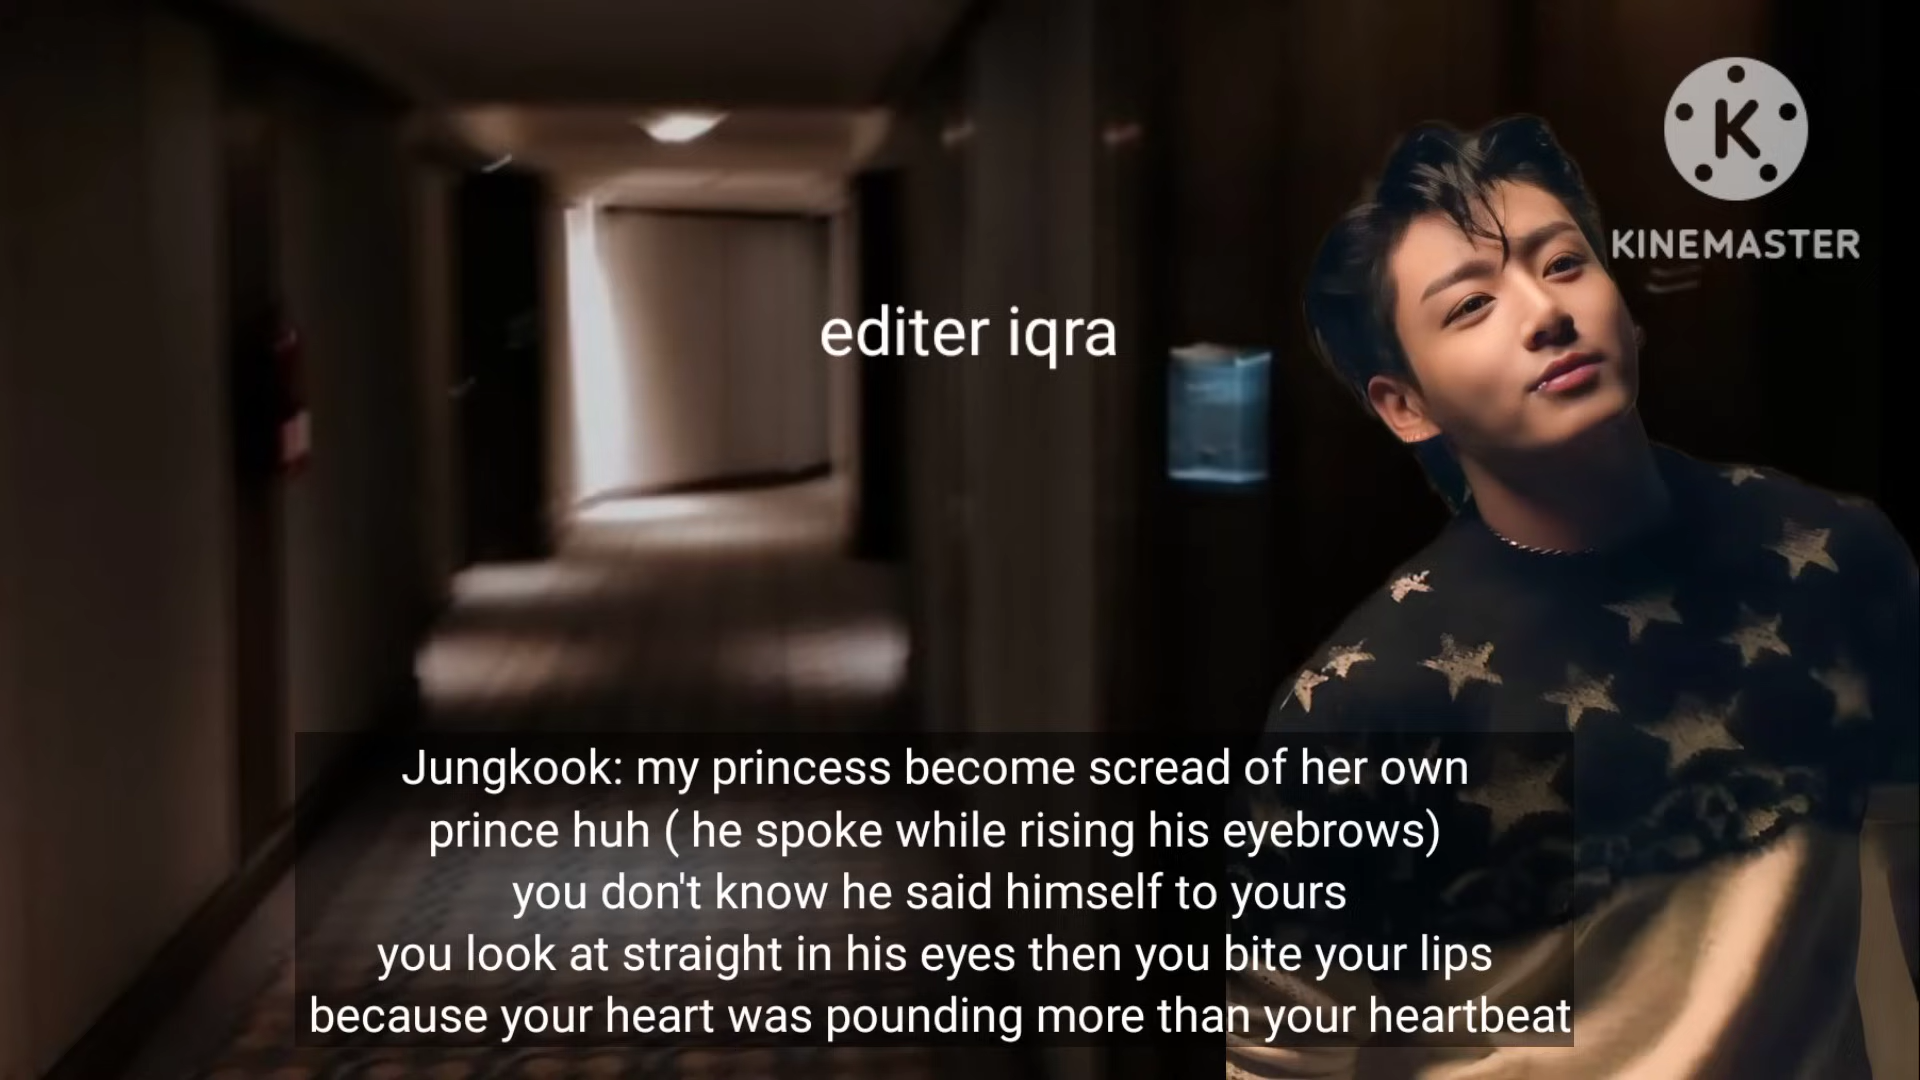 K
KINEMASTER
editer iqra
Jungkook: my princess become scread of her own
prince huh ( he spoke while rising his eyebrows)
you don't know he said himself to yours
you look at straight in his eyes then you bite your lips
because your heart was pounding more than your heartbeat